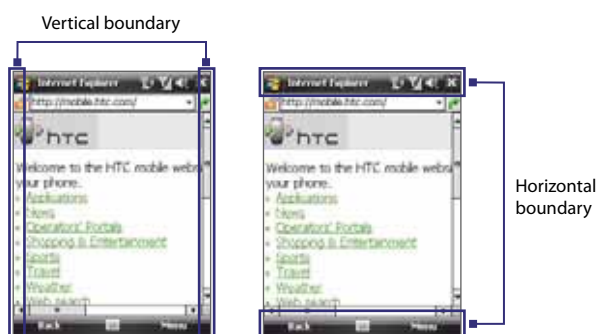 Vertical boundary
Internet Explorer
http://mobile.htc.com/
htc
Welcome to the HTC mobile webs
your phone.
Applications
News
Operators' Portals
Shopping & Entertainment
Sports
Travel
Weather
Web search
Back Menu
Internet Explorer
http://mobile.htc.com/
htc
Welcome to the HTC mobile webs
your phone.
Applications
News
Operators' Portals
Shopping & Entertainment
Sports
Travel
Weather
Web search
Back Menu
Horizontal
boundary